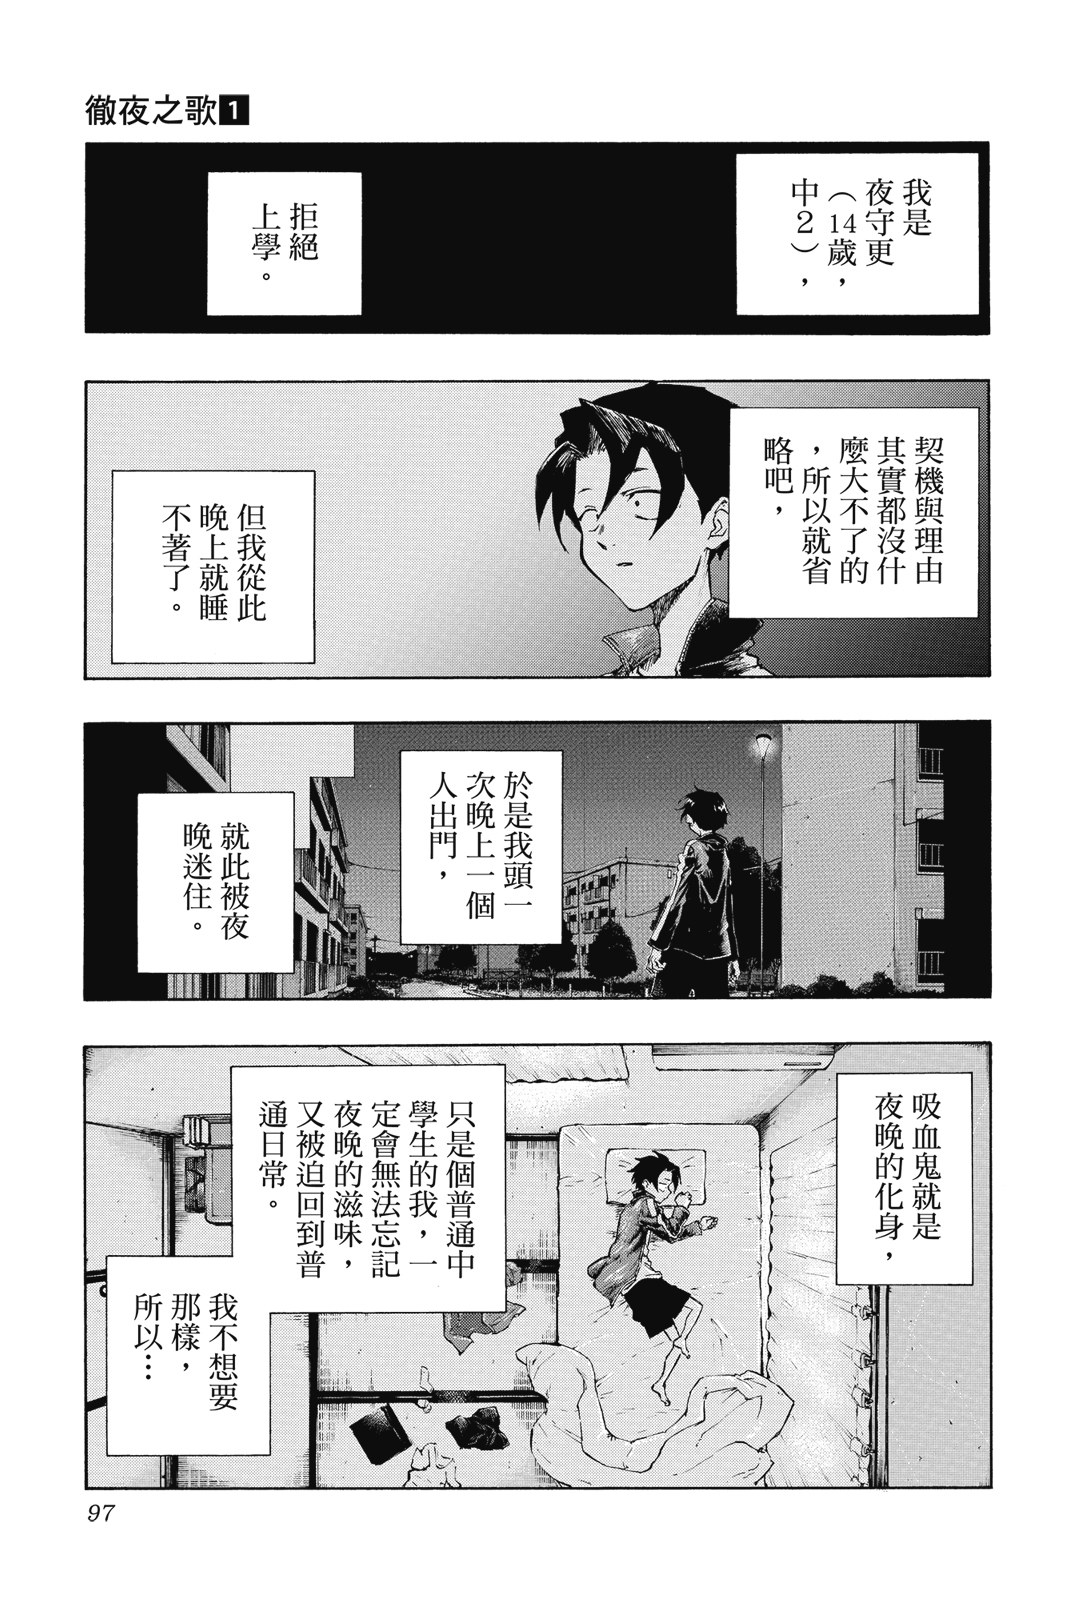 徹夜之歌1
我是
夜守更
（14歲，
中２），
拒絕
上學。
契機與理由
其實都沒什
麼大不了的
，所以就省
略吧，
但我從此
晚上就睡
不著了。
於是我頭一
次晚上一個
人出門，
就此被夜
晚迷住。
吸血鬼就是
夜晚的化身，
只是個普通中
學生的我，一
定會無法忘記
夜晚的滋味，
又被迫回到普
通日常。
我不想要
那樣，
所以…
97